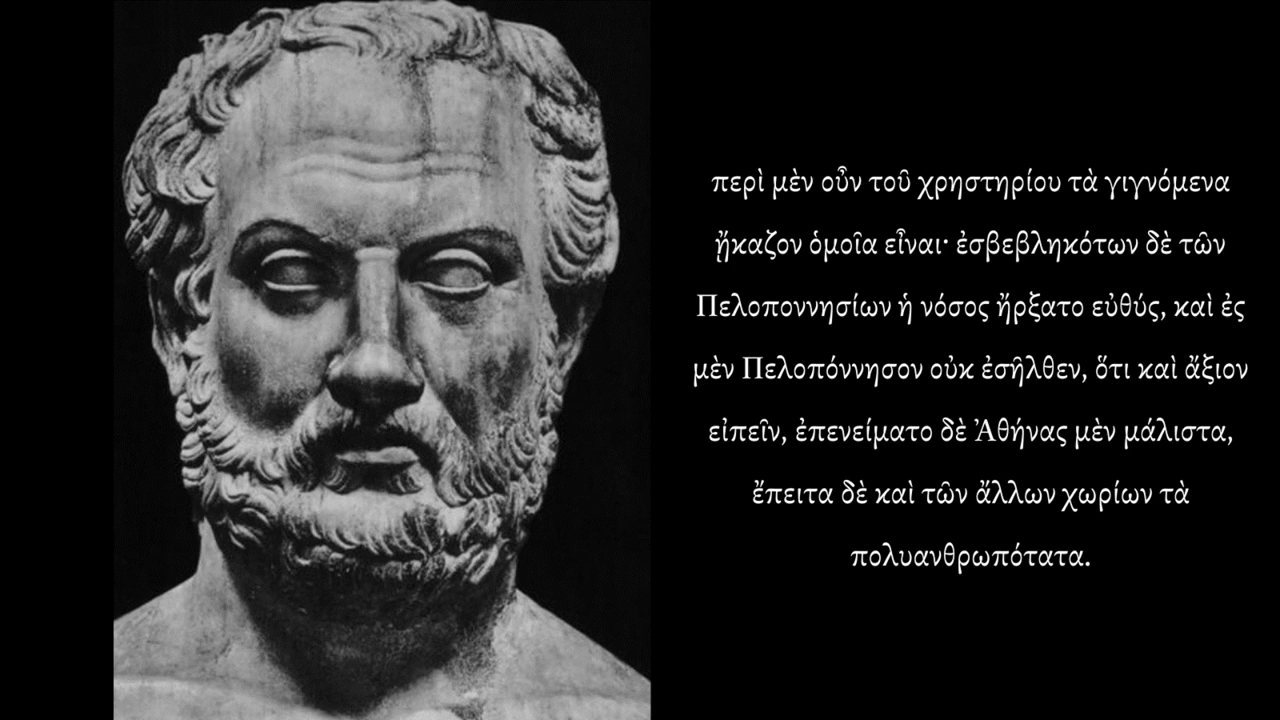 περὶ μὲν οὖν τοῦ χρηστηρίου τὰ γιγνόμενα
ᾔκαζον ὁμοῖα εἶναι· ἐσβεβληκότων δὲ τῶν
Πελοποννησίων ἡ νόσος ἤρξατο εὐθύς, καὶ ἐς
μὲν Πελοπόννησον οὐκ ἐσῆλθεν, ὅτι καὶ ἄξιον
εἰπεῖν, ἐπενείματο δὲ Ἀθήνας μὲν μάλιστα,
ἔπειτα δὲ καὶ τῶν ἄλλων χωρίων τὰ
πολυανθρωπότατα.